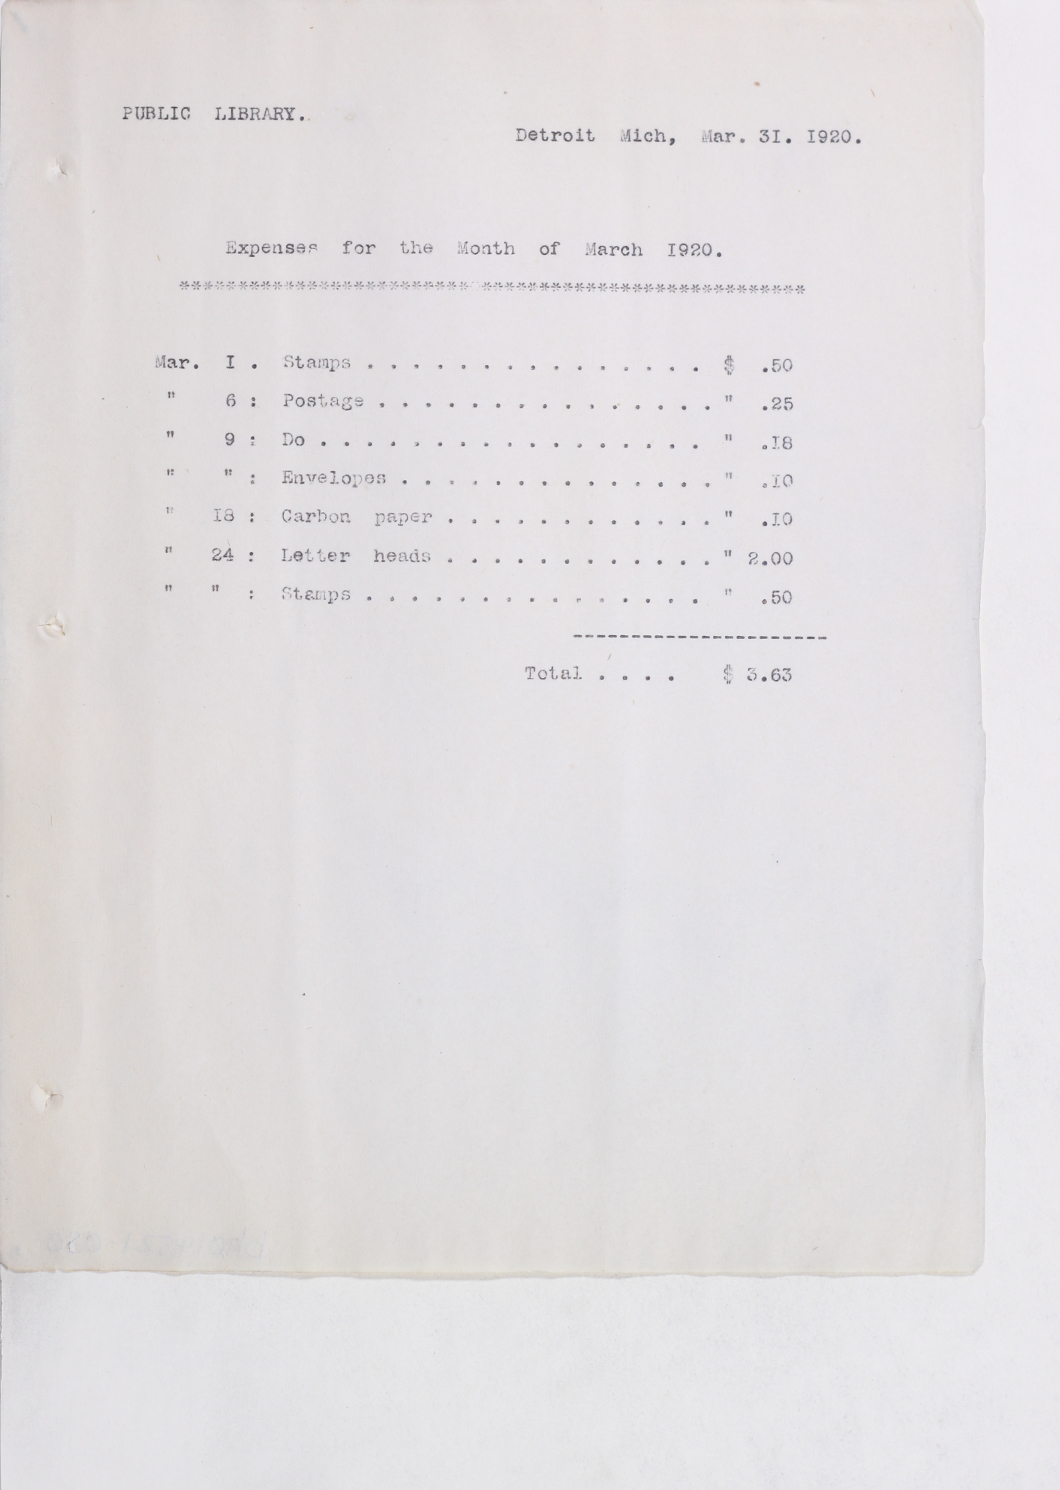 PUBLIC LIBRARY.
Detroit Mich, Mar. 3I. I920.
Expenses for the Month of March I920.
************************* ****************************
Mar. I . Stamps . . . . . . . . . . . . . . . $ .50
" 6 : Postage . . . . . . . . . . . . . . . " .25
" 9 : Do . . . . . . . . . . . . . . . . . " .I8
" " : Envelopes . . . . . . . . . . . . . . " .I0
" I8 : Carbon paper . . . . . . . . . . . . " .I0
" 24 : Letter heads . . . . . . . . . . . . " 2.00
" " : Stamps . . . . . . . . . . . . . . . " .50
----------------------
Total . . . . $ 3.63